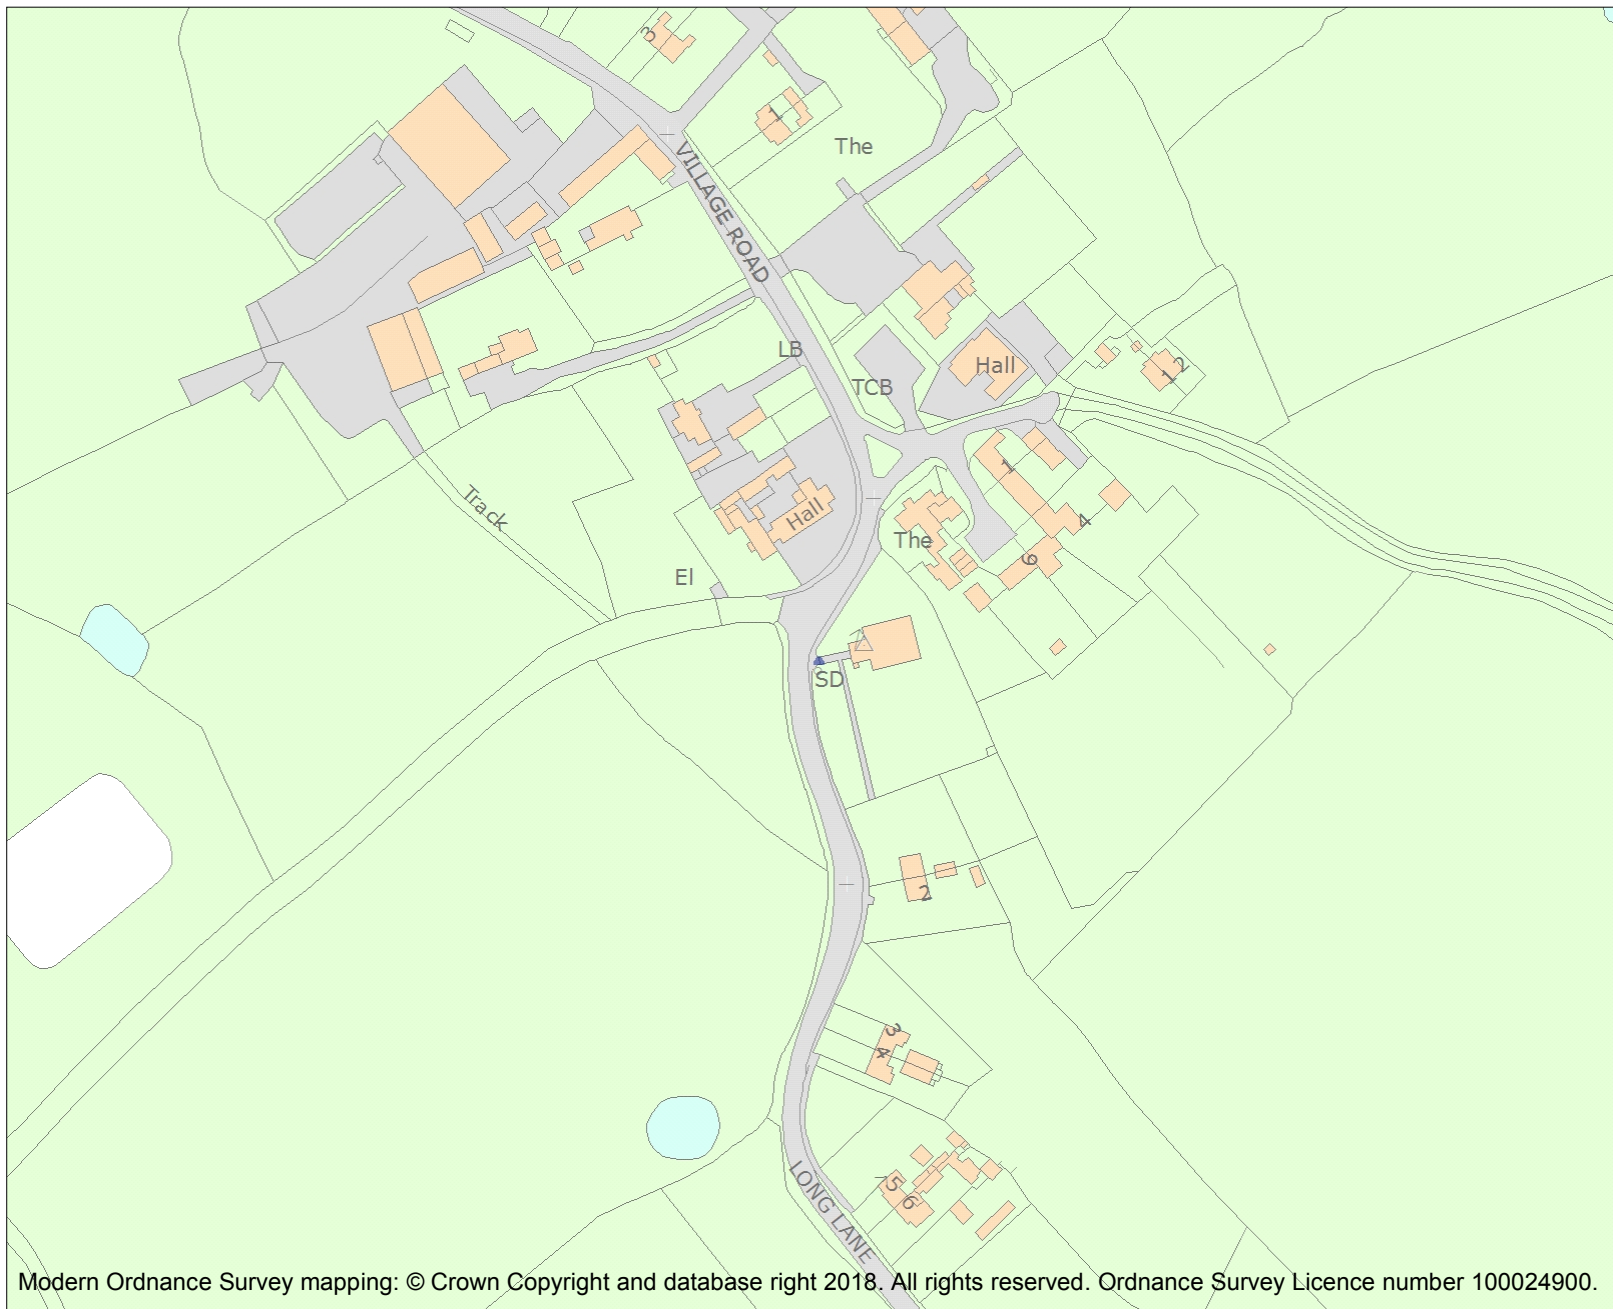 3
1
The
VILLAGE ROAD
LB
Hall
1 2
TCB
Track
1
Hall
4
The
6
El
SD
2
3
4
5
6
LONG LANE
Modern Ordnance Survey mapping: © Crown Copyright and database right 2018. All rights reserved. Ordnance Survey Licence number 100024900.